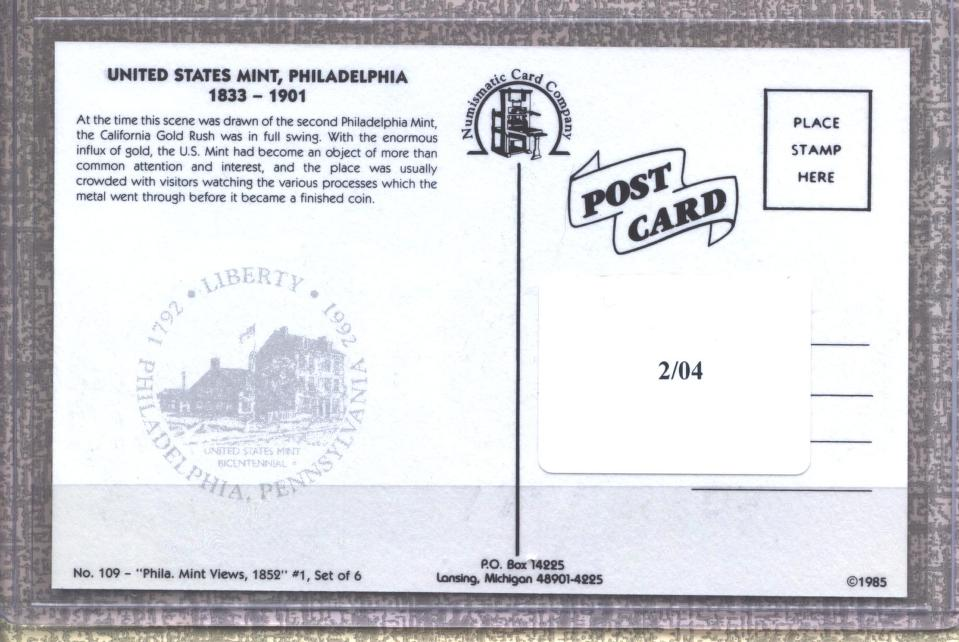 UNITED STATES MINT, PHILADELPHIA
1833 – 1901
At the time this scene was drawn of the second Philadelphia Mint,
the California Gold Rush was in full swing. With the enormous
influx of gold, the U.S. Mint had become an object of more than
common attention and interest, and the place was usually
crowded with visitors watching the various processes which the
metal went through before it became a finished coin.
Numismatic Card Company
POST
CARD
PLACE
STAMP
HERE
PHILADELPHIA, PENNSYLVANIA
1792 • LIBERTY • 1992
UNITED STATES MINT
BICENTENNIAL
2/04
No. 109 – "Phila. Mint Views, 1852" #1, Set of 6
P.O. Box 14225
Lansing, Michigan 48901-4225
©1985